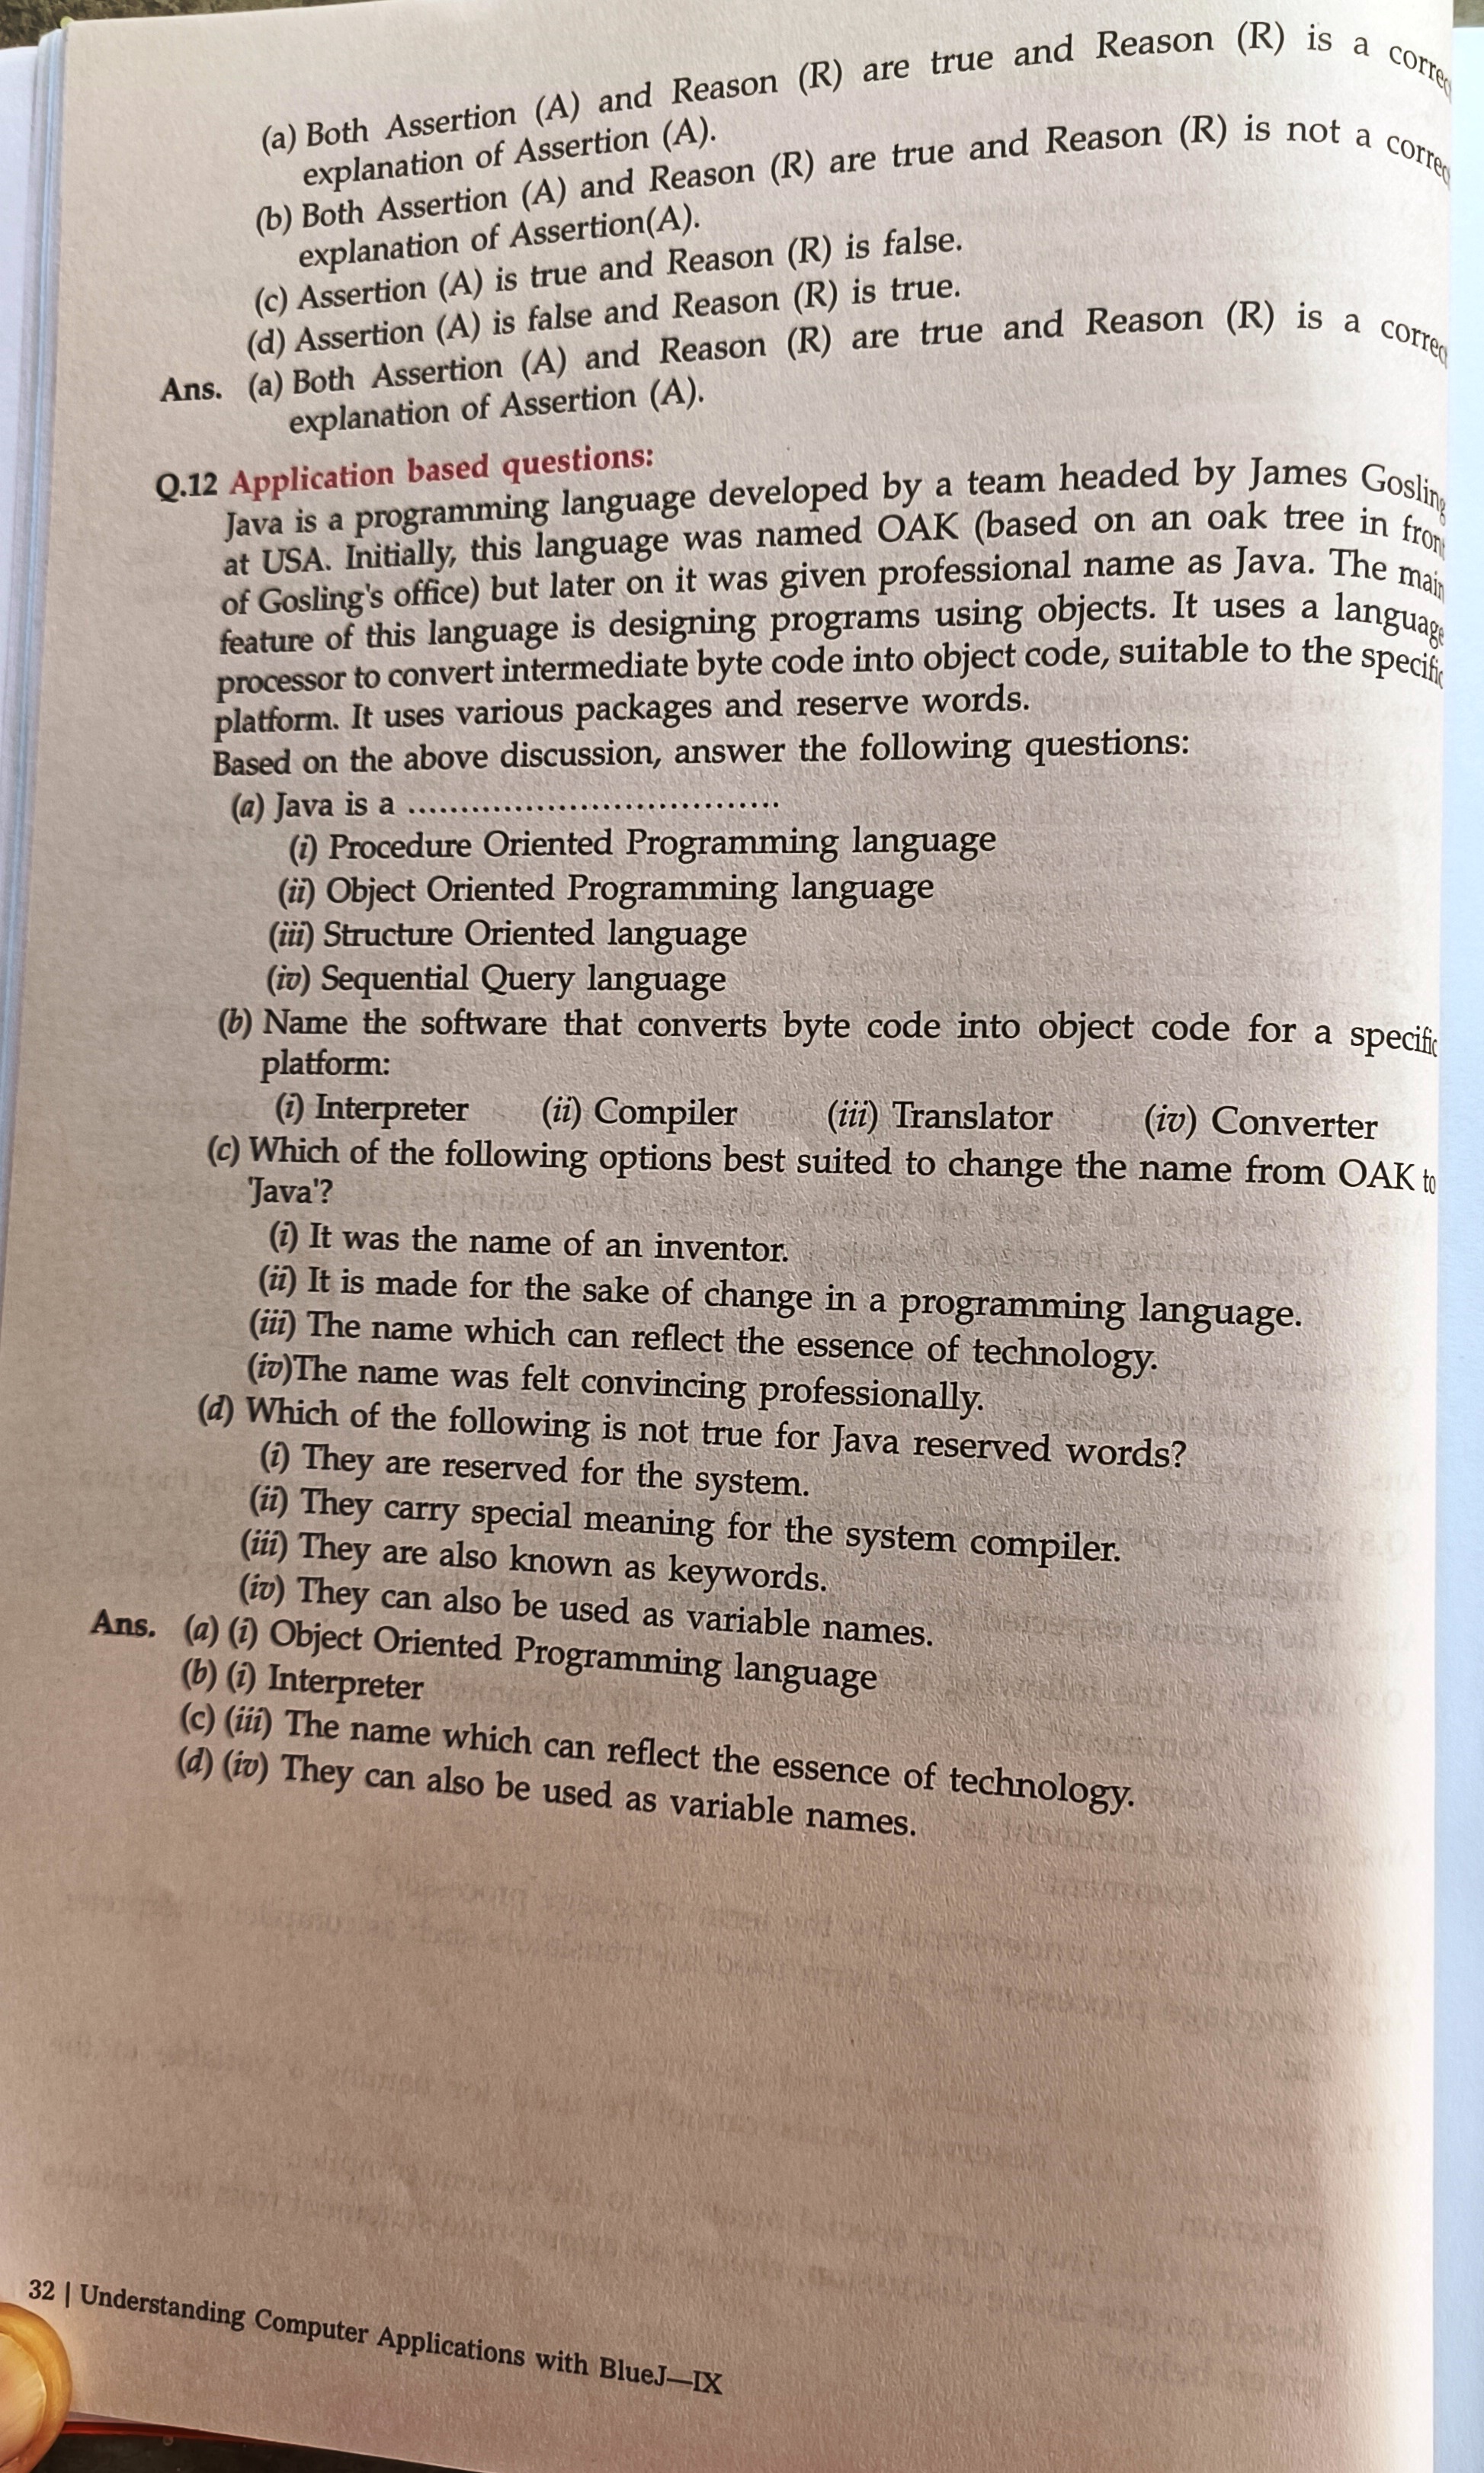 (a) Both Assertion (A) and Reason (R) are true and Reason (R) is a
explanation of Assertion (A).
(b) Both Assertion (A) and Reason (R) are true and Reason (R) is not a
explanation of Assertion(A).
(c) Assertion (A) is true and Reason (R) is false.
(d) Assertion (A) is false and Reason (R) is true.
Ans. (a) Both Assertion (A) and Reason (R) are true and Reason (R) is a
explanation of Assertion (A).
Q.12 Application based questions:
Java is a programming language developed by a team headed by James Gosling
at USA. Initially, this language was named OAK (based on an oak tree in front
of Gosling's office) but later on it was given professional name as Java. The main
feature of this language is designing programs using objects. It uses a language
processor to convert intermediate byte code into object code, suitable to the specific
platform. It uses various packages and reserve words.
Based on the above discussion, answer the following questions:
(a) Java is a ....................................
(i) Procedure Oriented Programming language
(ii) Object Oriented Programming language
(iii) Structure Oriented language
(iv) Sequential Query language
(b) Name the software that converts byte code into object code for a specific
platform:
(i) Interpreter (ii) Compiler (iii) Translator (iv) Converter
(c) Which of the following options best suited to change the name from OAK to
'Java'?
(i) It was the name of an inventor.
(ii) It is made for the sake of change in a programming language.
(iii) The name which can reflect the essence of technology.
(iv)The name was felt convincing professionally.
(d) Which of the following is not true for Java reserved words?
(i) They are reserved for the system.
(ii) They carry special meaning for the system compiler.
(iii) They are also known as keywords.
(iv) They can also be used as variable names.
Ans. (a) (i) Object Oriented Programming language
(b) (i) Interpreter
(c) (iii) The name which can reflect the essence of technology.
(d) (iv) They can also be used as variable names.
32 | Understanding Computer Applications with BlueJ—IX